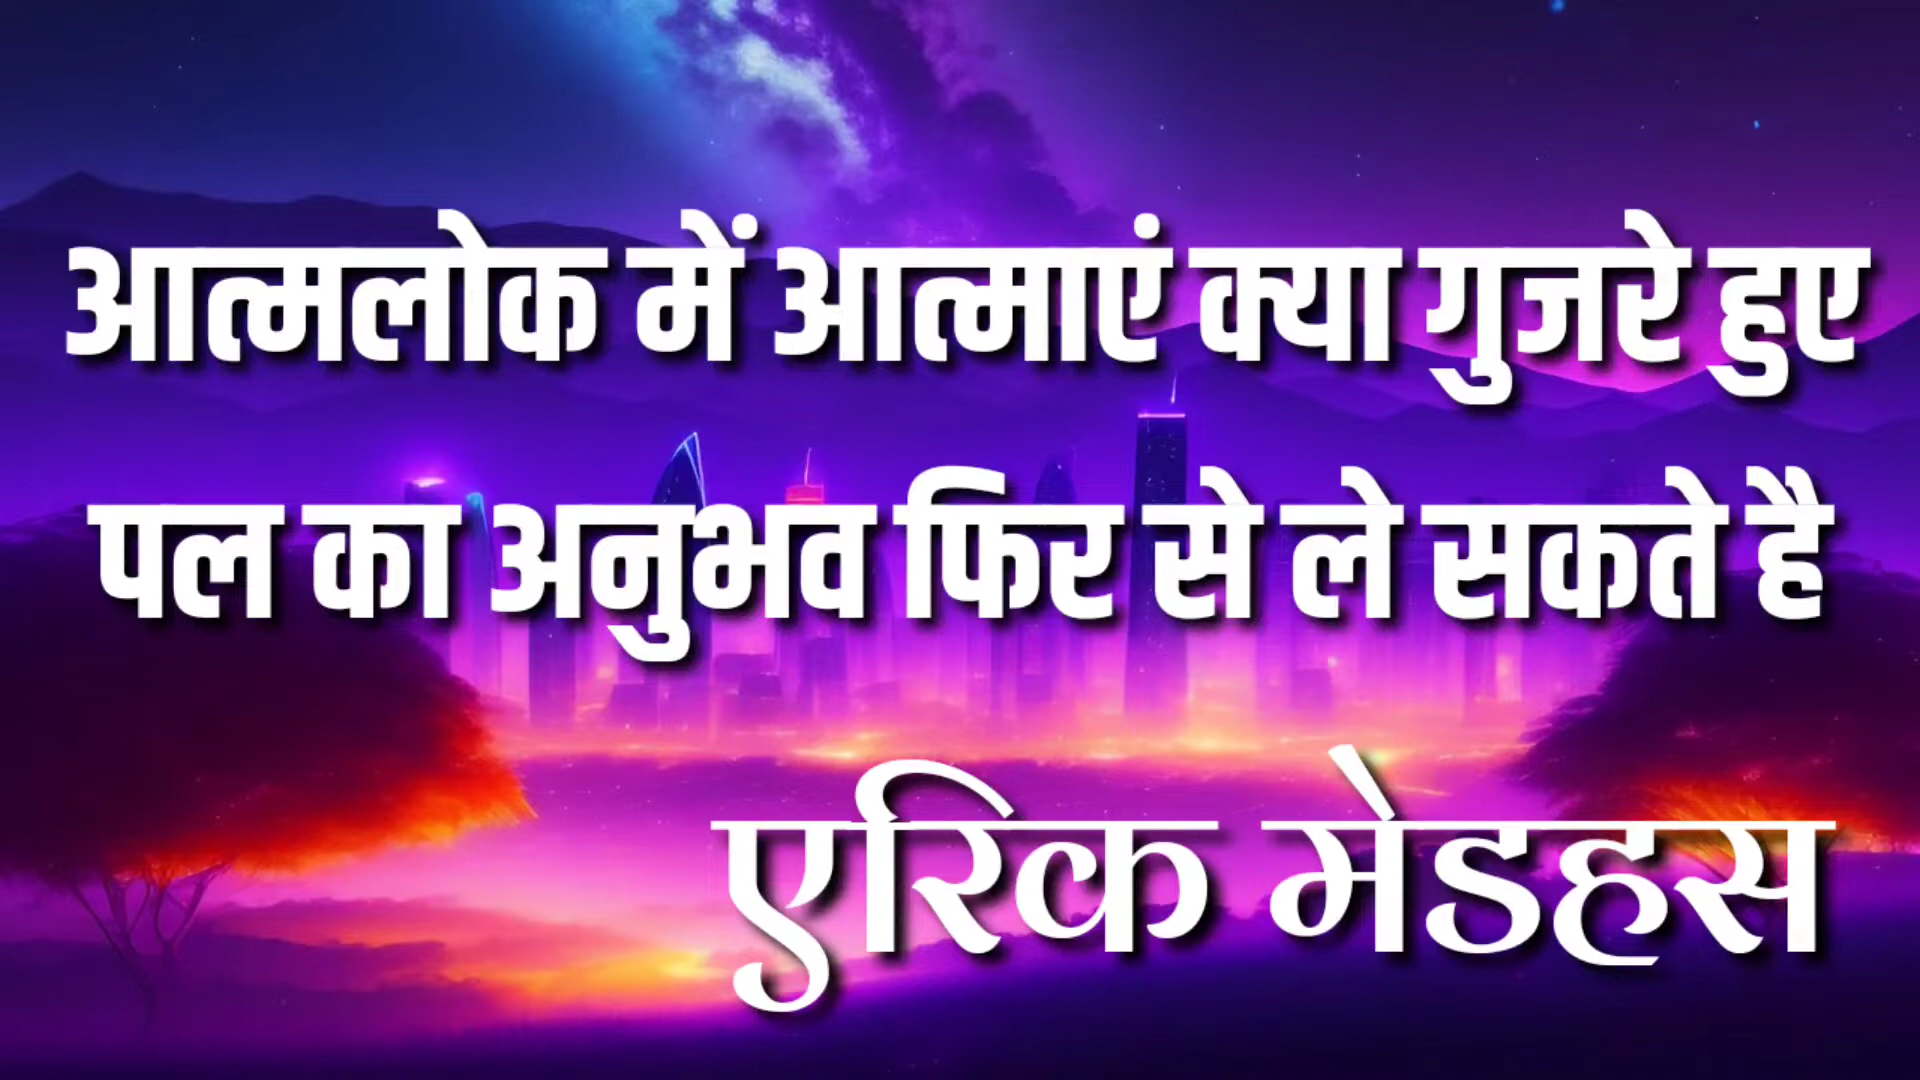 आत्मलोक में आत्माएं क्या गुजरे हुए
पल का अनुभव फिर से ले सकते है
एरिक मेडहस